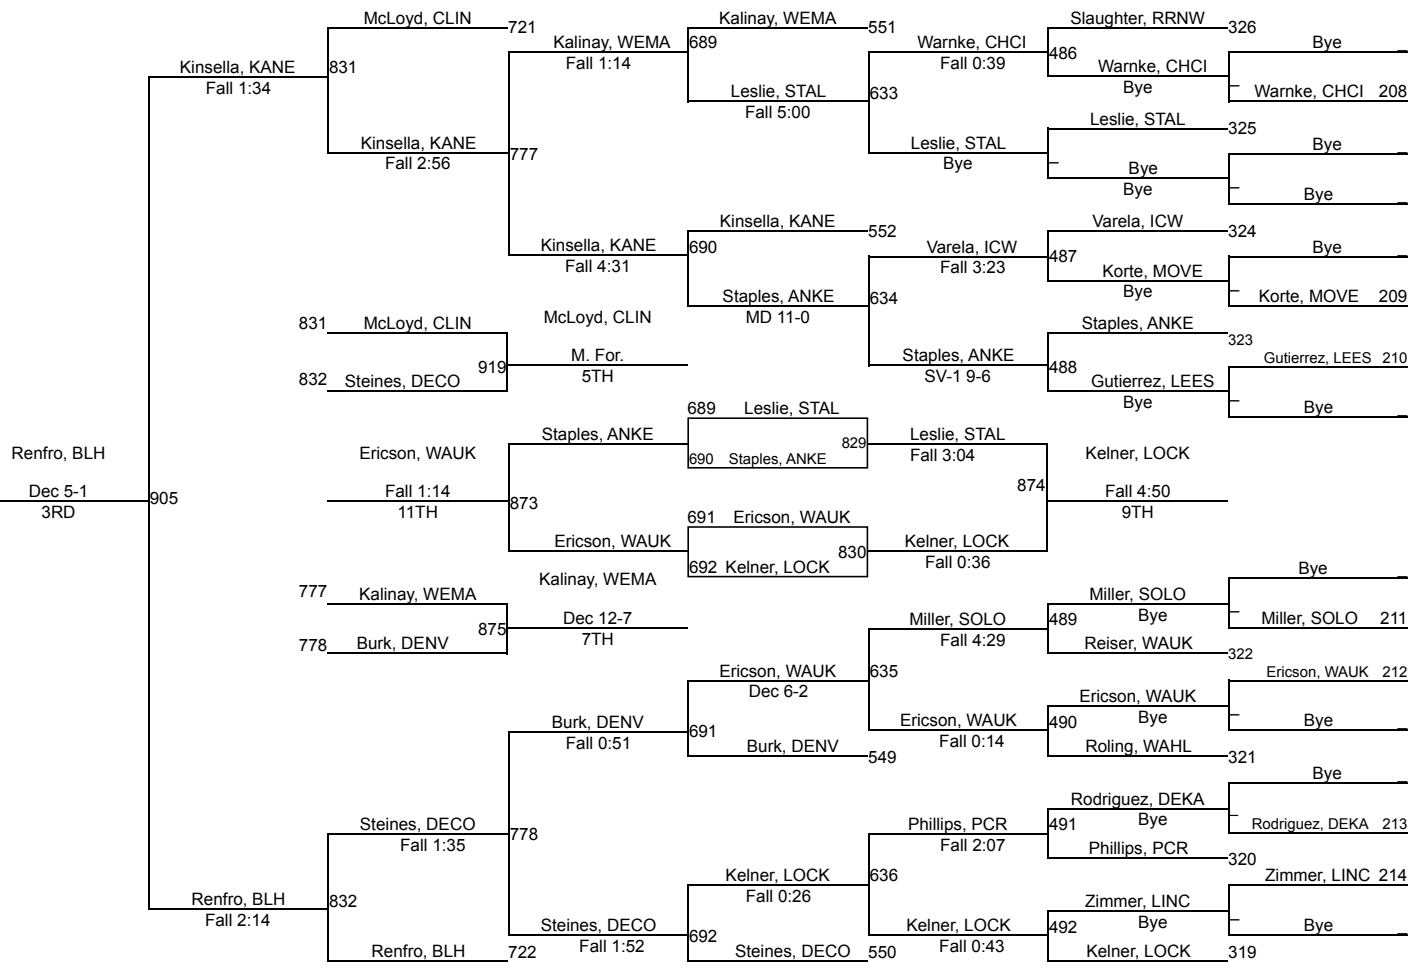 McLoyd, CLIN
721
Kalinay, WEMA
551
Slaughter, RRNW
326
Kalinay, WEMA
689
Warnke, CHCI
Bye
Fall 1:14
Fall 0:39
486
Kinsella, KANE
831
Warnke, CHCI
Fall 1:34
Leslie, STAL
633
Bye
Warnke, CHCI 208
Fall 5:00
Leslie, STAL
325
Kinsella, KANE
777
Leslie, STAL
Bye
Fall 2:56
Bye
Bye
Bye
Bye
Kinsella, KANE
552
Varela, ICW
324
Kinsella, KANE
690
Varela, ICW
487
Bye
Fall 4:31
Fall 3:23
Korte, MOVE
Staples, ANKE
634
Bye
Korte, MOVE 209
MD 11-0
831
McLoyd, CLIN
McLoyd, CLIN
Staples, ANKE
323
919
M. For.
Staples, ANKE
488
Gutierrez, LEES 210
832
Steines, DECO
5TH
SV-1 9-6
Gutierrez, LEES
Bye
Bye
689
Leslie, STAL
Staples, ANKE
829
Leslie, STAL
Renfro, BLH
Ericson, WAUK
690
Staples, ANKE
Fall 3:04
Kelner, LOCK
Dec 5-1
905
Fall 1:14
873
874
Fall 4:50
3RD
11TH
9TH
691
Ericson, WAUK
Ericson, WAUK
830
Kelner, LOCK
692
Kelner, LOCK
Fall 0:36
Bye
777
Kalinay, WEMA
Kalinay, WEMA
Miller, SOLO
875
Dec 12-7
Miller, SOLO
489
Bye
Miller, SOLO 211
778
Burk, DENV
7TH
Fall 4:29
Reiser, WAUK
322
Ericson, WAUK
635
Ericson, WAUK 212
Dec 6-2
Ericson, WAUK
Burk, DENV
691
Ericson, WAUK
490
Bye
Bye
Fall 0:51
Fall 0:14
Burk, DENV
549
Roling, WAHL
321
Bye
Rodriguez, DEKA
Steines, DECO
778
Phillips, PCR
491
Bye
Rodriguez, DEKA 213
Fall 1:35
Fall 2:07
Phillips, PCR
320
Kelner, LOCK
636
Zimmer, LINC 214
Renfro, BLH
832
Fall 0:26
Zimmer, LINC
Fall 2:14
Steines, DECO
692
Kelner, LOCK
492
Bye
Bye
Fall 1:52
Fall 0:43
Renfro, BLH
722
Steines, DECO
550
Kelner, LOCK
319